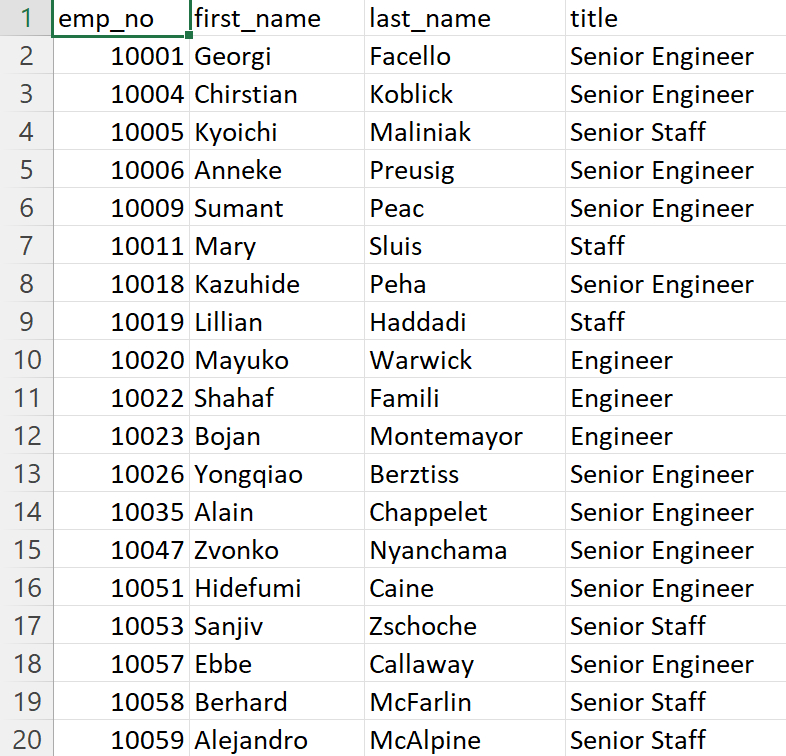 1 emp_no first_name last_name title
2 10001 Georgi Facello Senior Engineer
3 10004 Chirstian Koblick Senior Engineer
4 10005 Kyoichi Maliniak Senior Staff
5 10006 Anneke Preusig Senior Engineer
6 10009 Sumant Peac Senior Engineer
7 10011 Mary Sluis Staff
8 10018 Kazuhide Peha Senior Engineer
9 10019 Lillian Haddadi Staff
10 10020 Mayuko Warwick Engineer
11 10022 Shahaf Famili Engineer
12 10023 Bojan Montemayor Engineer
13 10026 Yongqiao Berztiss Senior Engineer
14 10035 Alain Chappelet Senior Engineer
15 10047 Zvonko Nyanchama Senior Engineer
16 10051 Hidefumi Caine Senior Engineer
17 10053 Sanjiv Zschoche Senior Staff
18 10057 Ebbe Callaway Senior Engineer
19 10058 Berhard McFarlin Senior Staff
20 10059 Alejandro McAlpine Senior Staff